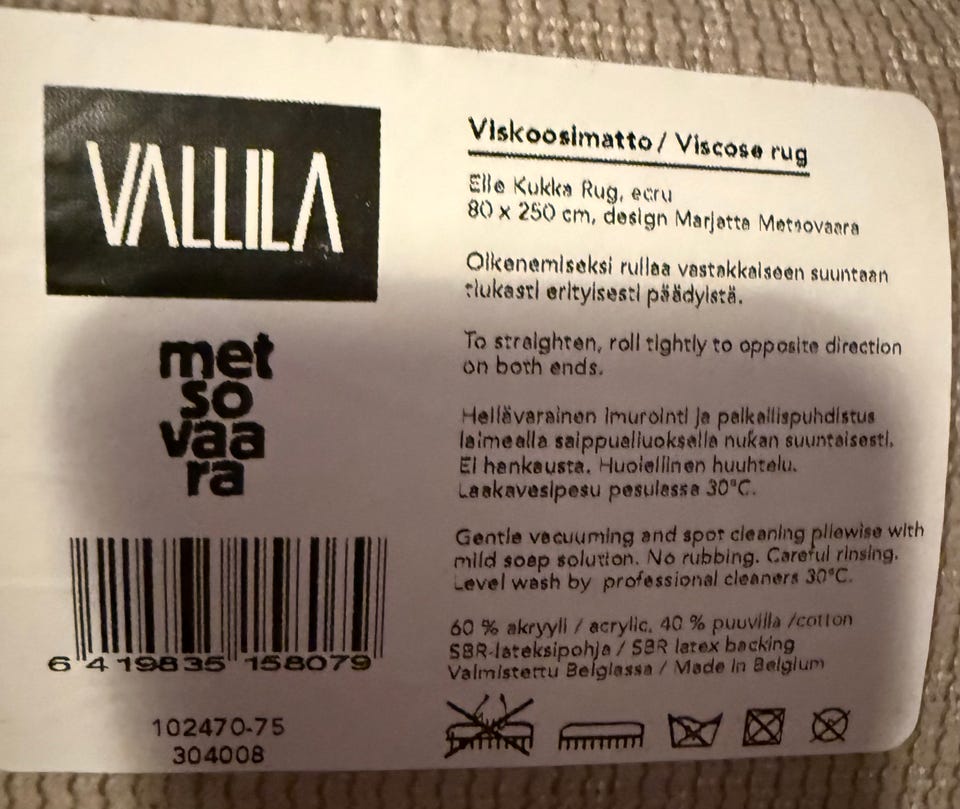 VALLILA
met
so
vaa
ra
6 419835 158079
102470-75
304008
Viskoosimatto / Viscose rug
Elle Kukka Rug, ecru
80 x 250 cm, design Marjatta Metsovaara
Oikenemiseksi rullaa vastakkaiseen suuntaan
tiukasti erityisesti päädyistä.
To straighten, roll tightly to opposite direction
on both ends.
Hellävarainen imurointi ja paikallispuhdistus
laimealla saippualiuoksella nukan suuntaisesti.
Ei hankausta. Huolellinen huuhtelu.
Laakavesipesu pesulassa 30°C.
Gentle vacuuming and spot cleaning pilewise with
mild soap solution. No rubbing. Careful rinsing.
Level wash by professional cleaners 30°C.
60 % akryyli / acrylic, 40 % puuvilla /cotton
SBR-lateksipohja / SBR latex backing
Valmistettu Belgiassa / Made in Belgium